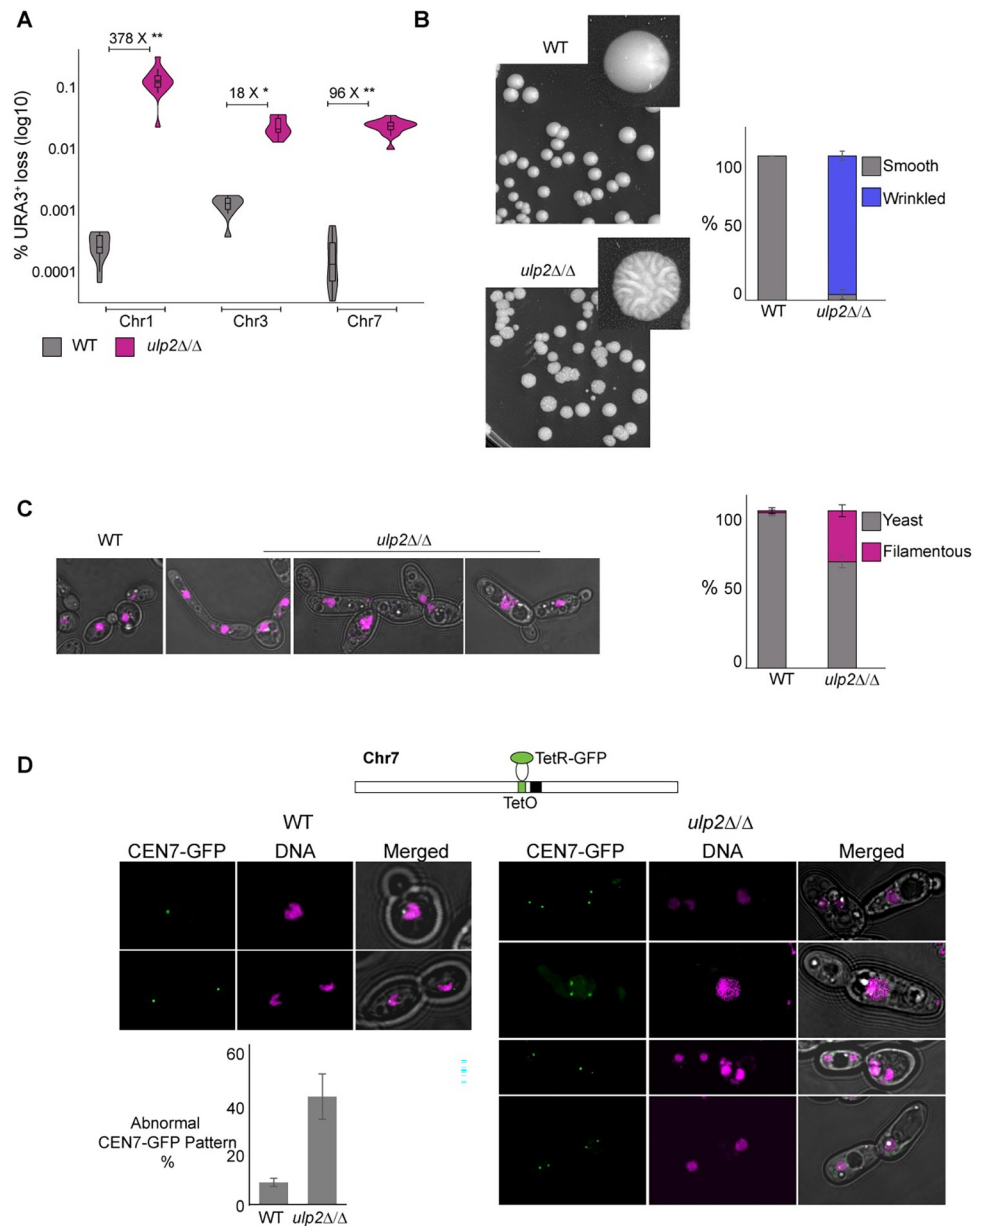 A
378 X **
18 X *
96 X **
% URA3⁺ loss (log10)
0.1
0.01
0.001
0.0001
Chr1 Chr3 Chr7
WT ulp2Δ/Δ
B
WT
ulp2Δ/Δ
100
% 50
0
WT ulp2Δ/Δ
Smooth
Wrinkled
C
WT ulp2Δ/Δ
100
% 50
0
WT ulp2Δ/Δ
Yeast
Filamentous
D
Chr7
TetR-GFP
TetO
WT
CEN7-GFP DNA Merged
ulp2Δ/Δ
CEN7-GFP DNA Merged
60
40
20
0
Abnormal
CEN7-GFP Pattern
%
WT ulp2Δ/Δ